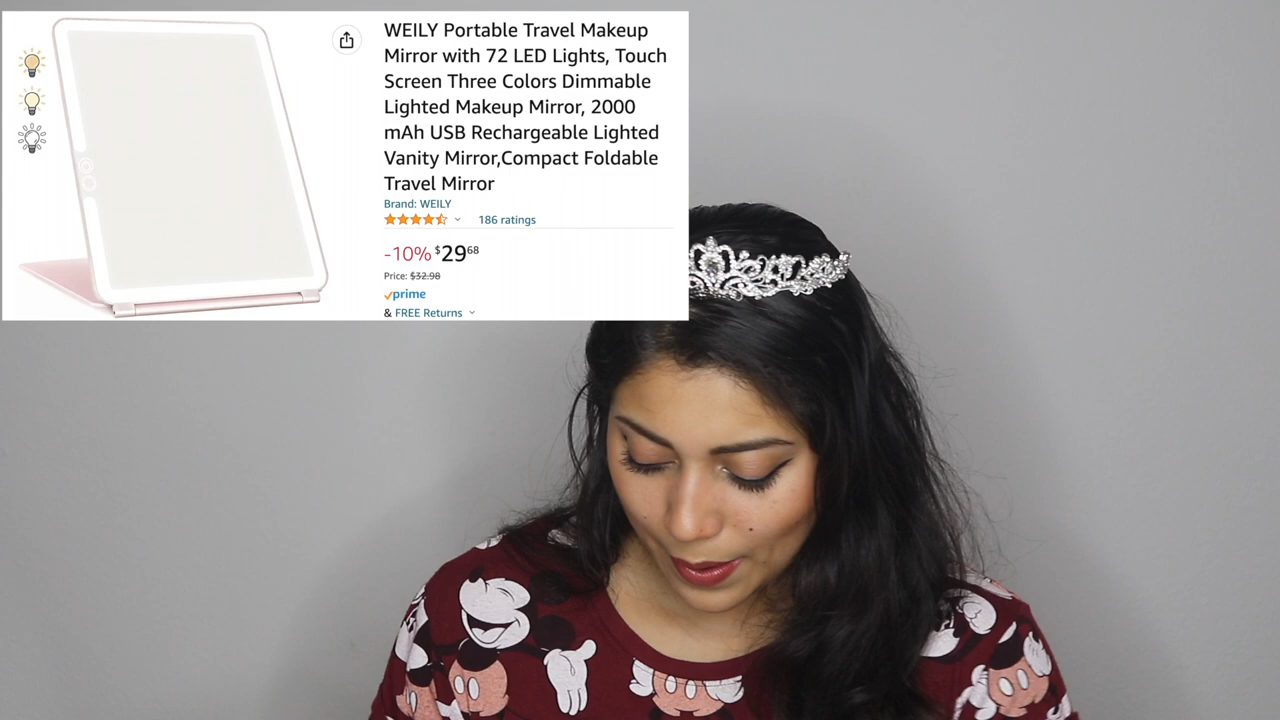 WEILY Portable Travel Makeup
Mirror with 72 LED Lights, Touch
Screen Three Colors Dimmable
Lighted Makeup Mirror, 2000
mAh USB Rechargeable Lighted
Vanity Mirror,Compact Foldable
Travel Mirror
Brand: WEILY
186 ratings
-10% $2968
Price: $32.98
prime
& FREE Returns